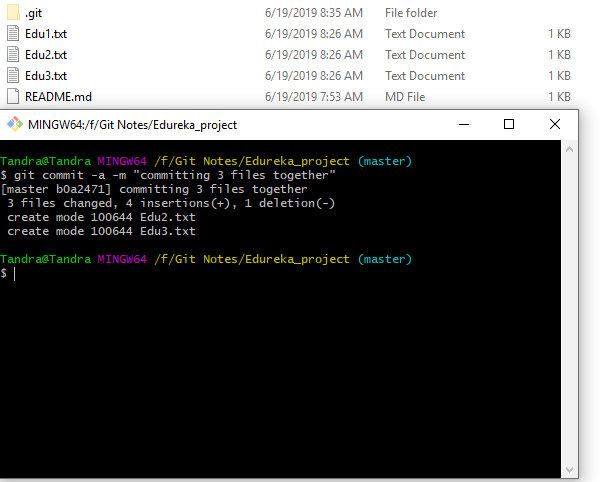 .git 6/19/2019 8:35 AM File folder
Edu1.txt 6/19/2019 8:26 AM Text Document 1 KB
Edu2.txt 6/19/2019 8:26 AM Text Document 1 KB
Edu3.txt 6/19/2019 8:26 AM Text Document 1 KB
README.md 6/19/2019 7:53 AM MD File 1 KB
MINGW64:/f/Git Notes/Edureka_project
Tandra@Tandra MINGW64 /f/Git Notes/Edureka_project (master)
$ git commit -a -m "committing 3 files together"
[master b0a2471] committing 3 files together
3 files changed, 4 insertions(+), 1 deletion(-)
create mode 100644 Edu2.txt
create mode 100644 Edu3.txt
Tandra@Tandra MINGW64 /f/Git Notes/Edureka_project (master)
$